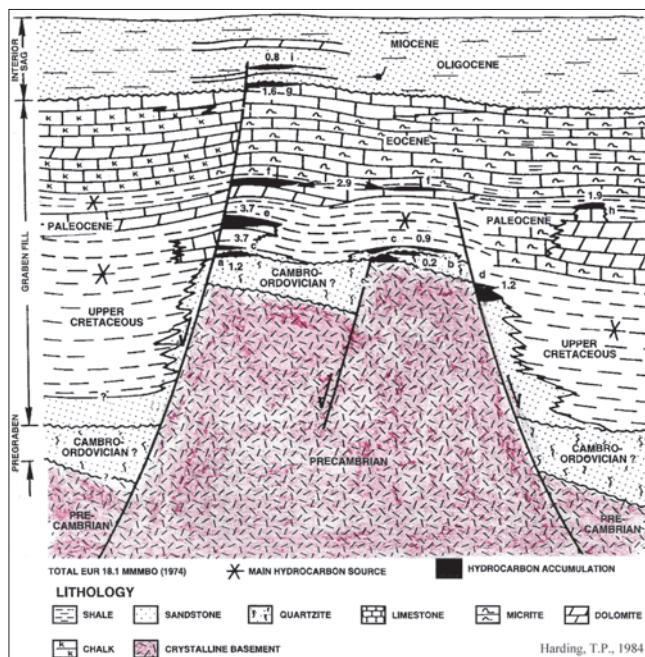 INTERIOR SAG
GRABEN FILL
PREGRABEN
MIOCENE
OLIGOCENE
0.8 i
1.6 g
EOCENE
f 2.9 f
PALEOCENE
3.7
e
3.7
c
c 0.9
a 1.2
0.2 b
1.9
h
PALEOCENE
d
1.2
CAMBRO-
ORDOVICIAN ?
UPPER
CRETACEOUS
UPPER
CRETACEOUS
?
CAMBRO-
ORDOVICIAN ?
CAMBRO-
ORDOVICIAN ?
PRECAMBRIAN
PRE-
CAMBRIAN
PRE-
CAMBRIAN
TOTAL EUR 18.1 MMMBO (1974)
MAIN HYDROCARBON SOURCE
HYDROCARBON ACCUMULATION
LITHOLOGY
SHALE
SANDSTONE
QUARTZITE
LIMESTONE
MICRITE
DOLOMITE
CHALK
CRYSTALLINE BASEMENT
Harding, T.P., 1984